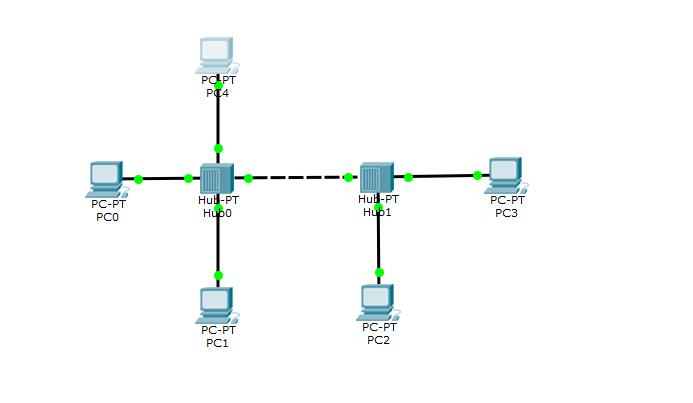 PC-PT
PC4
PC-PT
PC0
Hub-PT
Hub0
Hub-PT
Hub1
PC-PT
PC3
PC-PT
PC1
PC-PT
PC2